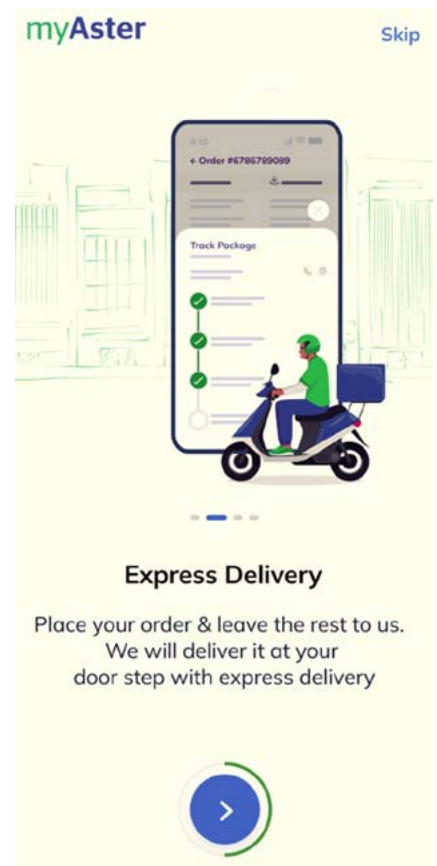 myAster
Skip
9:10
← Order #6786789089
Track Package
Express Delivery
Place your order & leave the rest to us.
We will deliver it at your
door step with express delivery